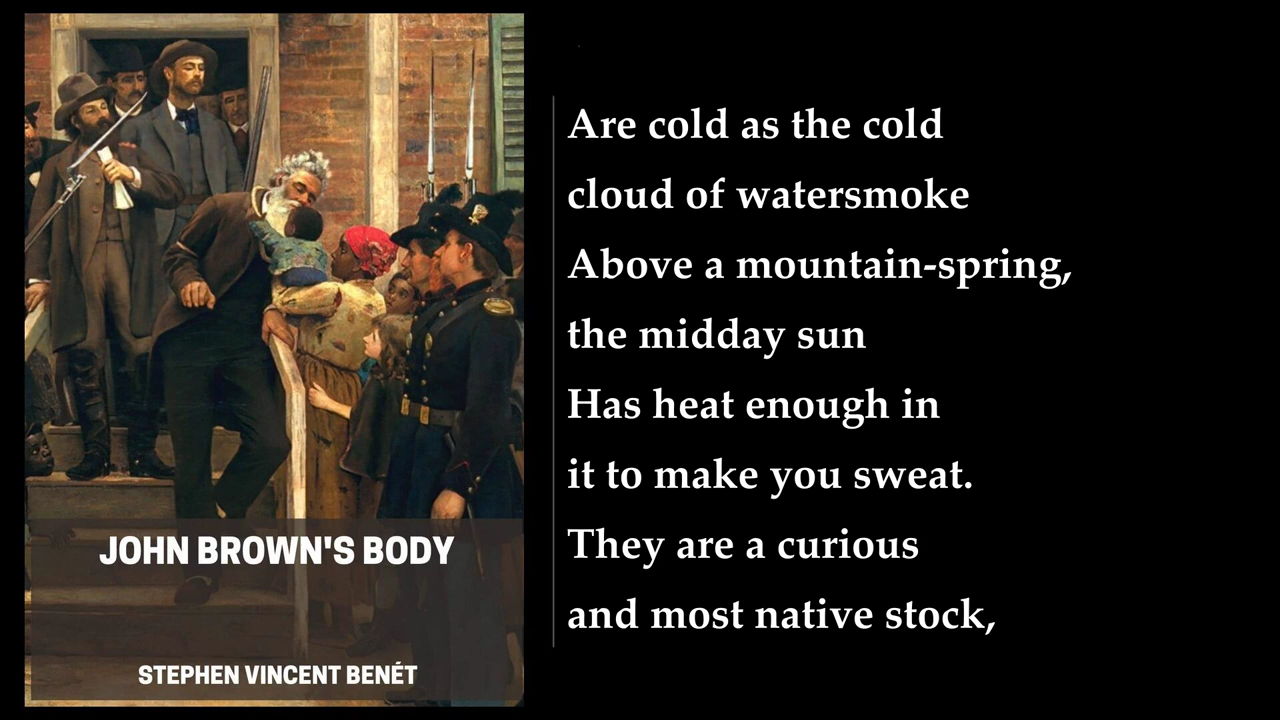 JOHN BROWN'S BODY
STEPHEN VINCENT BENÉT
Are cold as the cold
cloud of watersmoke
Above a mountain-spring,
the midday sun
Has heat enough in
it to make you sweat.
They are a curious
and most native stock,